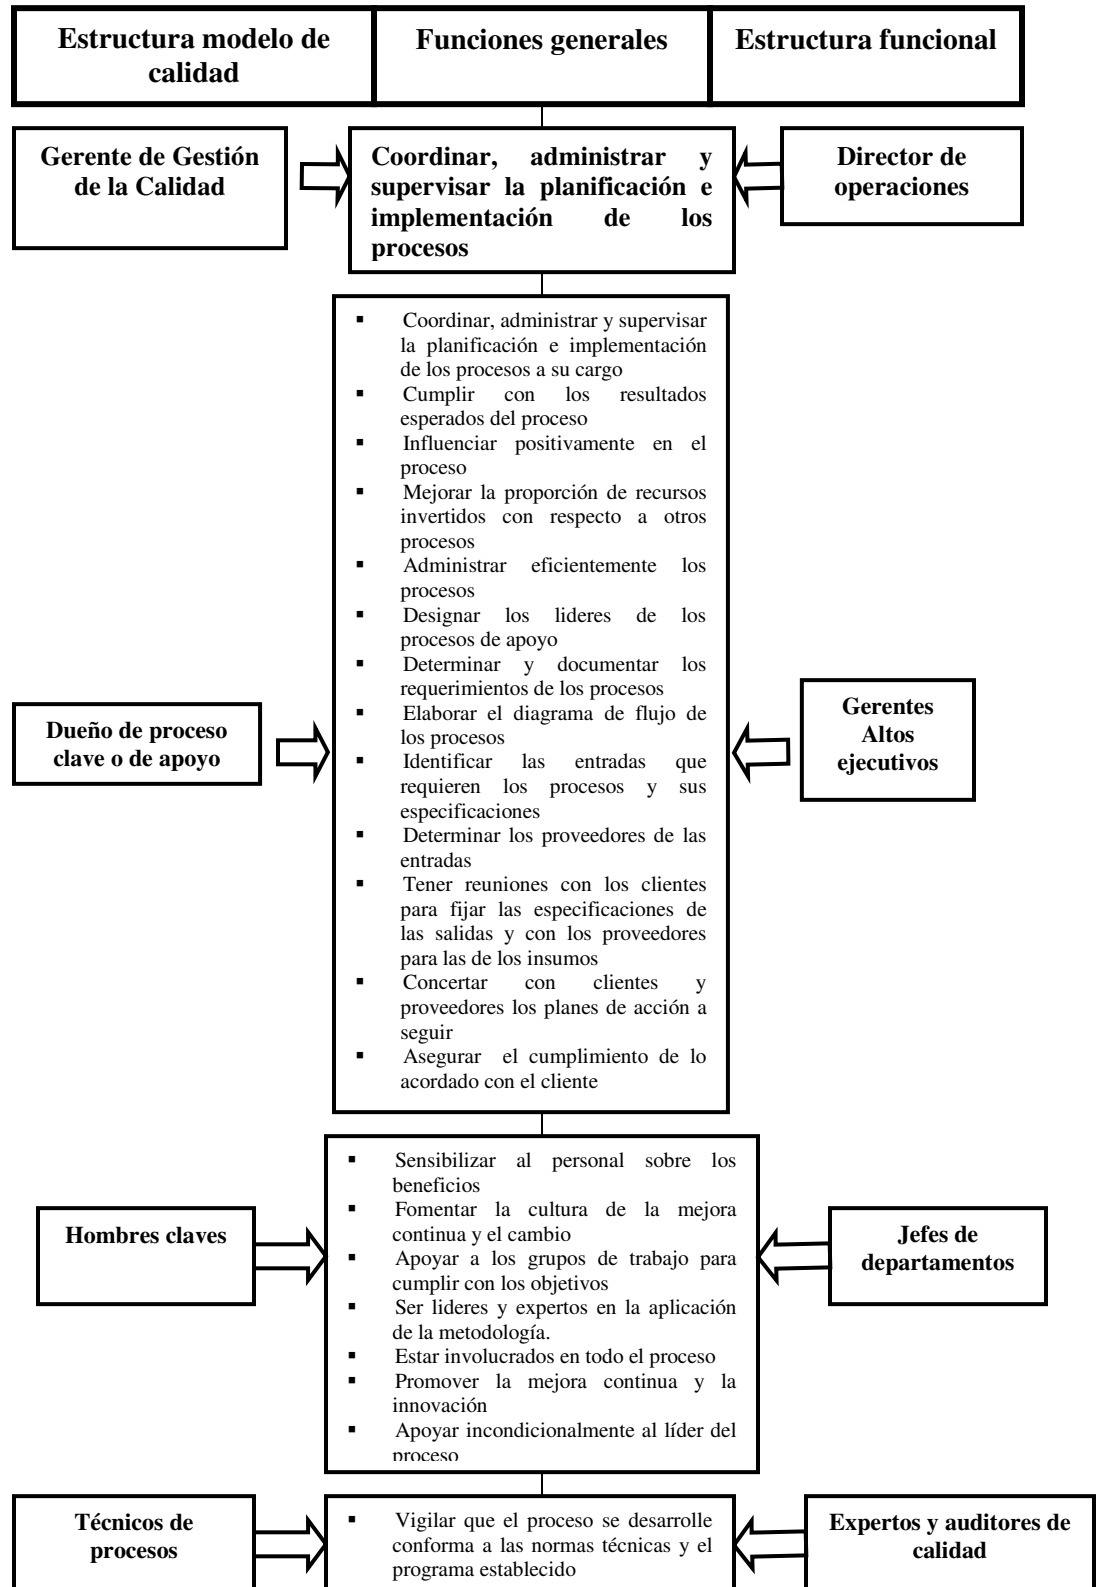 Estructura modelo de
calidad
Funciones generales
Estructura funcional
Gerente de Gestión
de la Calidad
Coordinar, administrar y
supervisar la planificación e
implementación de los
procesos
Director de
operaciones
▪ Coordinar, administrar y supervisar
la planificación e implementación
de los procesos a su cargo
▪ Cumplir con los resultados
esperados del proceso
▪ Influenciar positivamente en el
proceso
▪ Mejorar la proporción de recursos
invertidos con respecto a otros
procesos
▪ Administrar eficientemente los
procesos
▪ Designar los lideres de los
procesos de apoyo
▪ Determinar y documentar los
requerimientos de los procesos
▪ Elaborar el diagrama de flujo de
los procesos
▪ Identificar las entradas que
requieren los procesos y sus
especificaciones
▪ Determinar los proveedores de las
entradas
▪ Tener reuniones con los clientes
para fijar las especificaciones de
las salidas y con los proveedores
para las de los insumos
▪ Concertar con clientes y
proveedores los planes de acción a
seguir
▪ Asegurar el cumplimiento de lo
acordado con el cliente
Dueño de proceso
clave o de apoyo
Gerentes
Altos
ejecutivos
▪ Sensibilizar al personal sobre los
beneficios
▪ Fomentar la cultura de la mejora
continua y el cambio
▪ Apoyar a los grupos de trabajo para
cumplir con los objetivos
▪ Ser lideres y expertos en la aplicación
de la metodología.
▪ Estar involucrados en todo el proceso
▪ Promover la mejora continua y la
innovación
▪ Apoyar incondicionalmente al líder del
proceso
Hombres claves
Jefes de
departamentos
Técnicos de
procesos
▪ Vigilar que el proceso se desarrolle
conforma a las normas técnicas y el
programa establecido
Expertos y auditores de
calidad